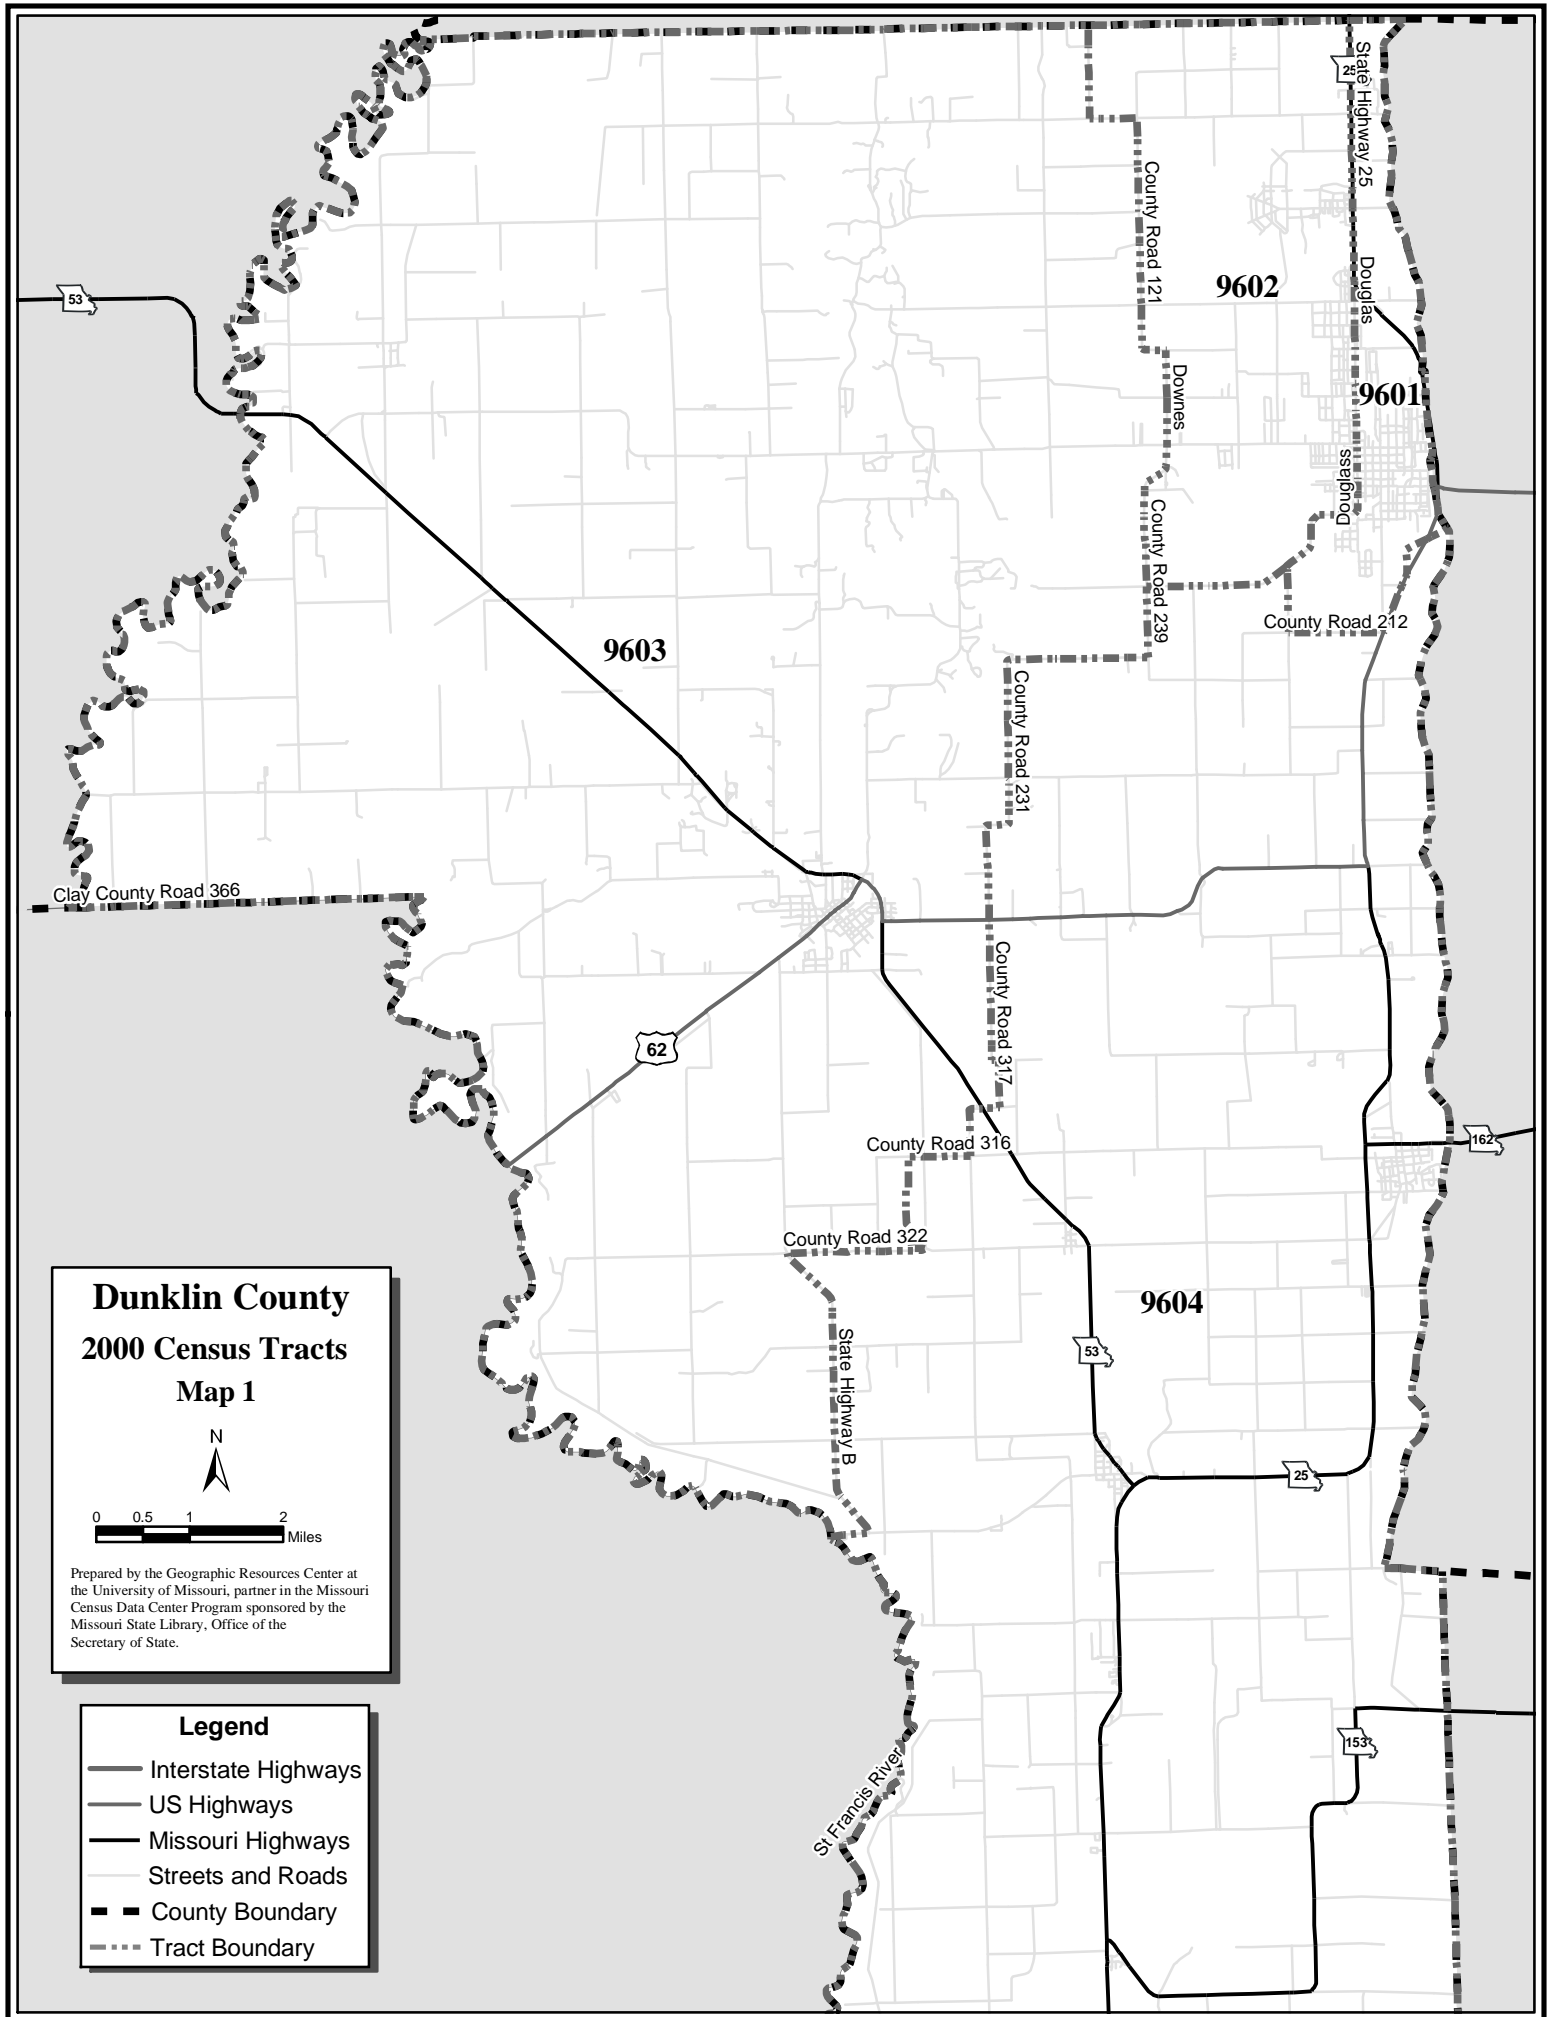 25
State Highway 25
County Road 121
9602
Douglas
53
Downes
9601
Douglass
County Road 239
County Road 212
9603
County Road 231
Clay County Road 366
County Road 317
62
162
County Road 316
County Road 322
9604
State Highway B
53
25
153
St Francis River
Dunklin County
2000 Census Tracts
Map 1
N
0 0.5 1 2
Miles
Prepared by the Geographic Resources Center at
the University of Missouri, partner in the Missouri
Census Data Center Program sponsored by the
Missouri State Library, Office of the
Secretary of State.
Legend
Interstate Highways
US Highways
Missouri Highways
Streets and Roads
County Boundary
Tract Boundary